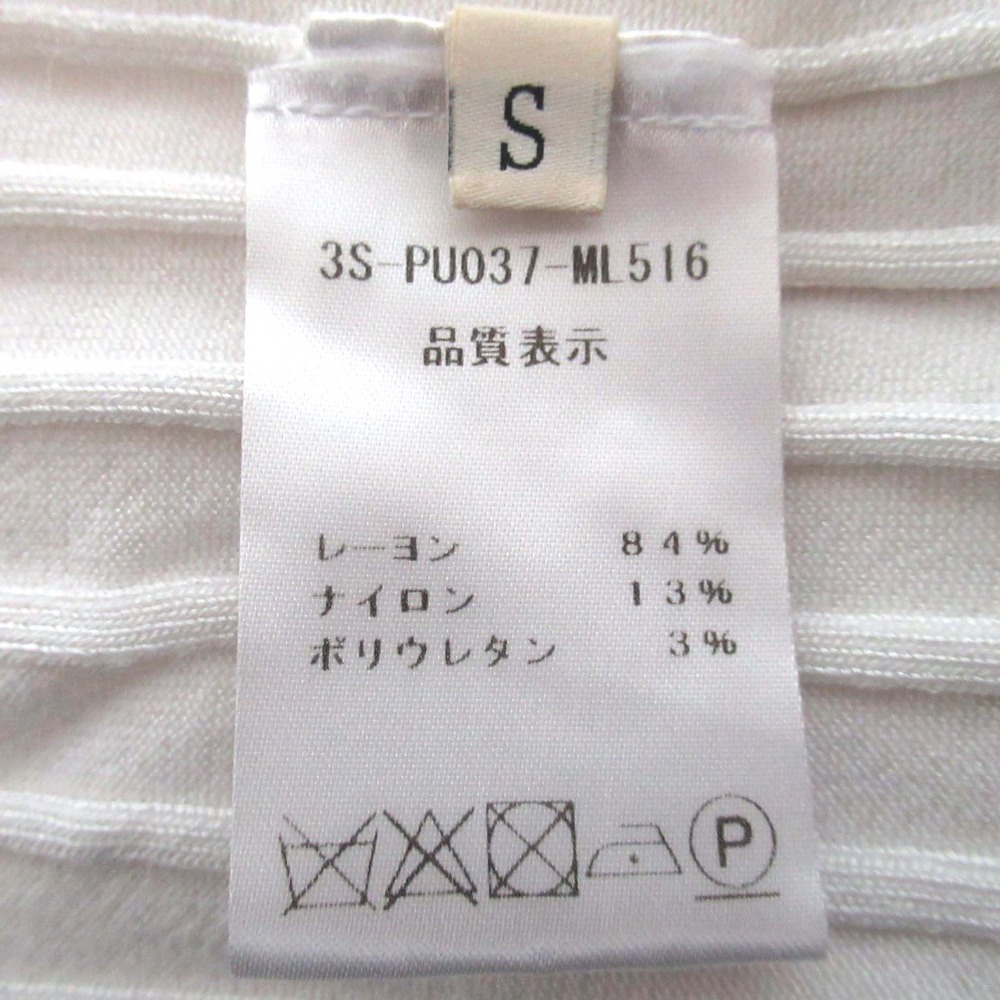 S
3S-PU037-ML516
品質表示
レーヨン 84%
ナイロン 13%
ポリウレタン 3%
P